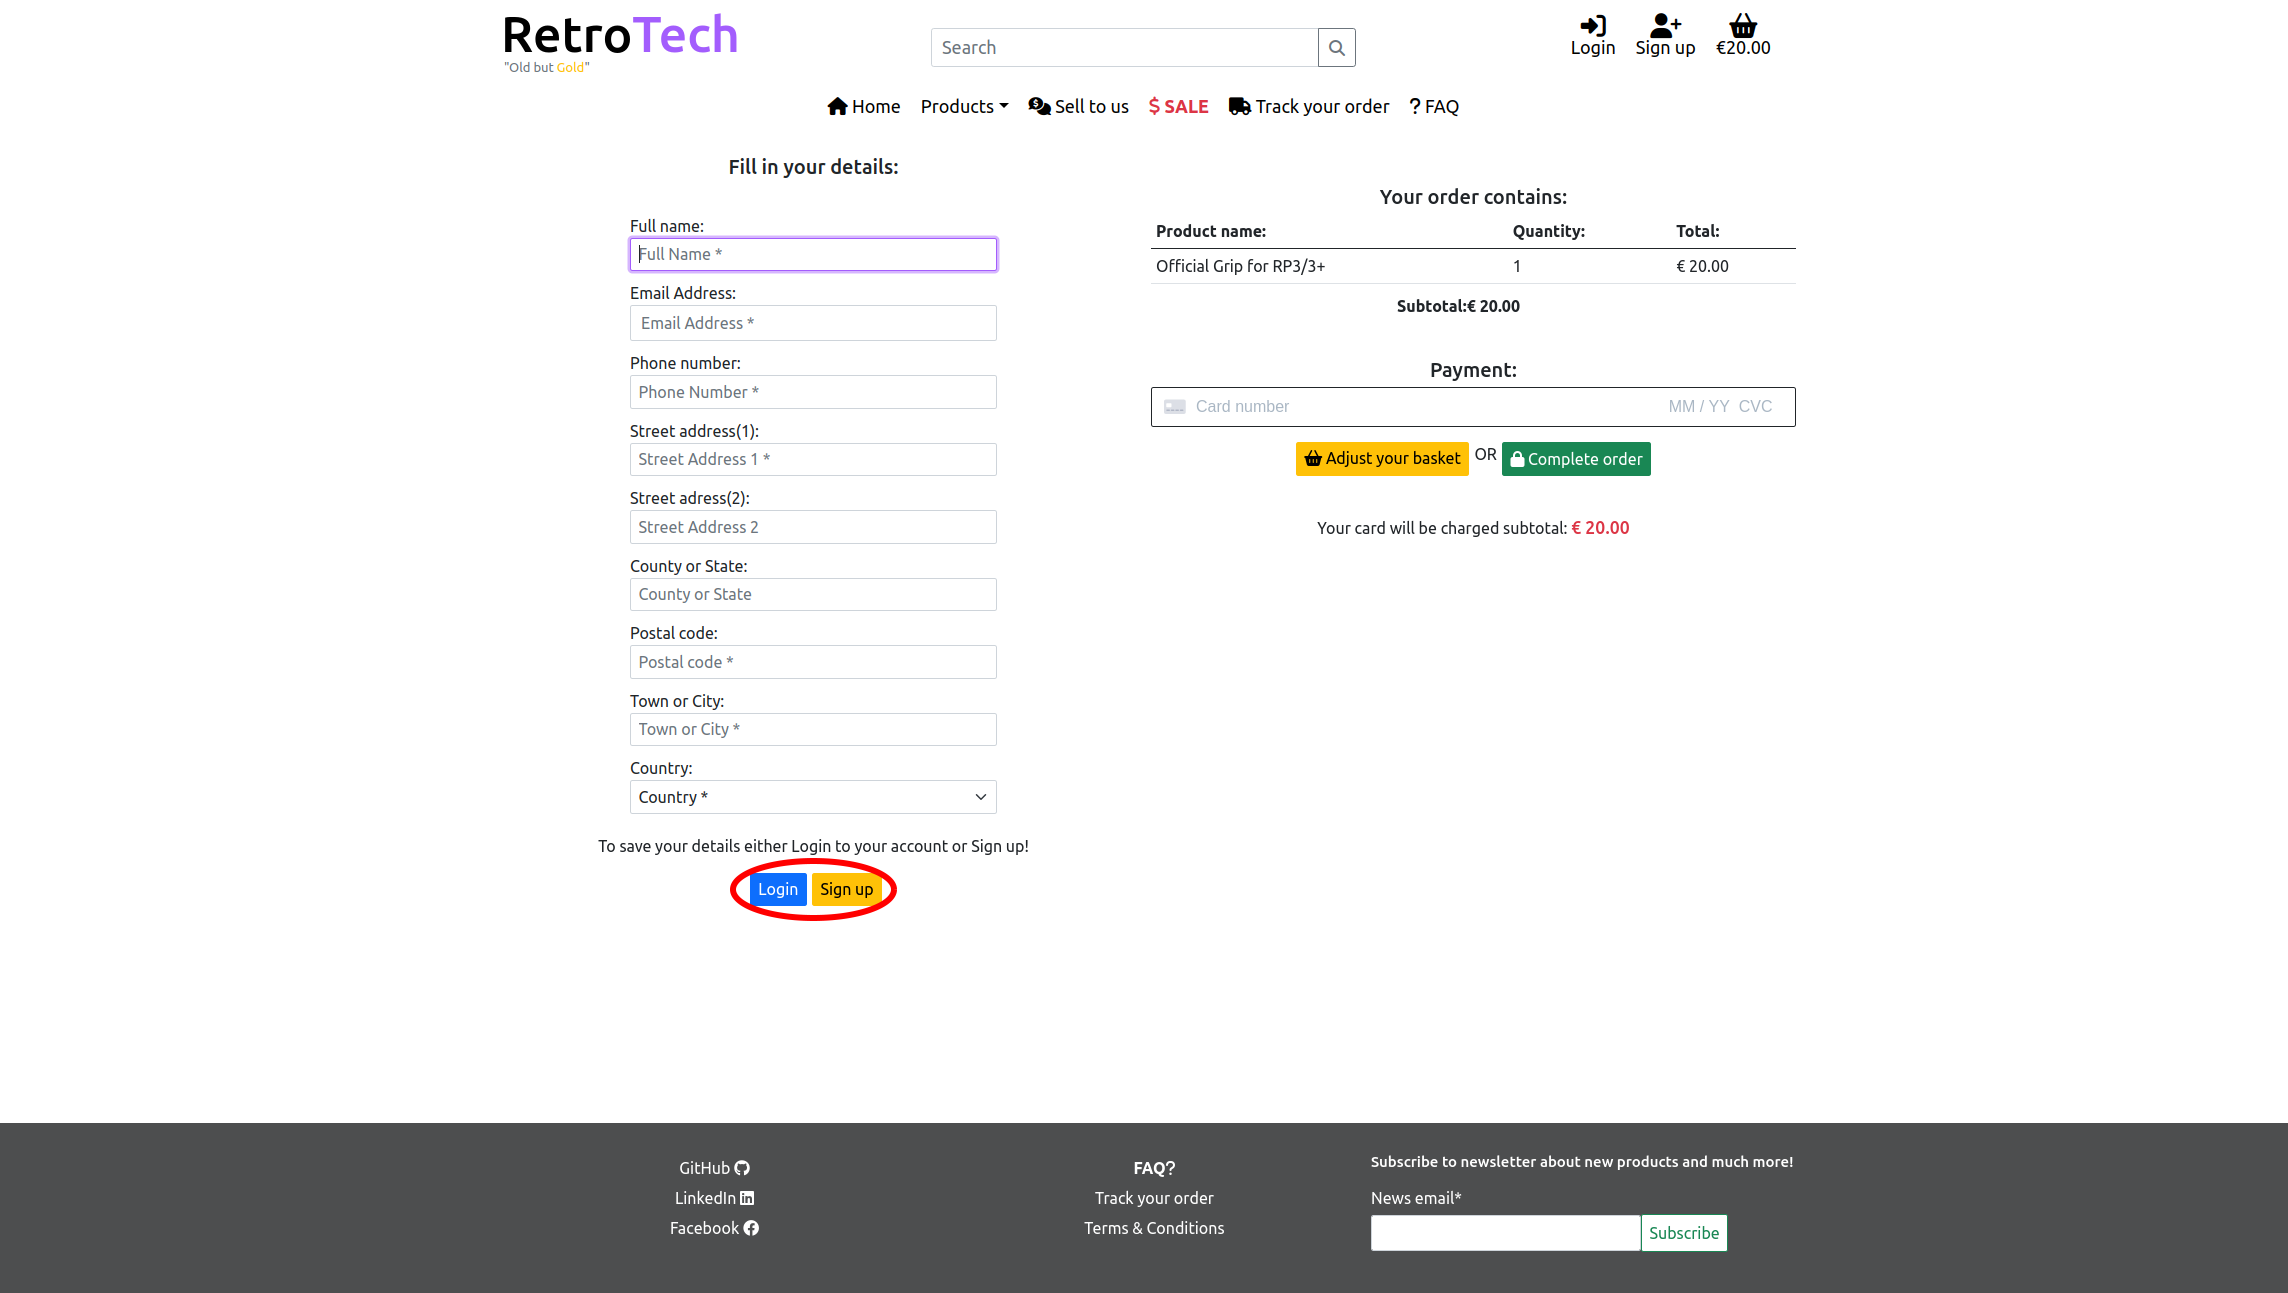 RetroTech
"Old but Gold"
Search
Login
Sign up
€20.00
Home
Products
Sell to us
$ SALE
Track your order
? FAQ
Fill in your details:
Full name:
Full Name *
Email Address:
Email Address *
Phone number:
Phone Number *
Street address(1):
Street Address 1 *
Street adress(2):
Street Address 2
County or State:
County or State
Postal code:
Postal code *
Town or City:
Town or City *
Country:
Country *
To save your details either Login to your account or Sign up!
Login
Sign up
Your order contains:
Product name: Quantity: Total:
Official Grip for RP3/3+ 1 € 20.00
Subtotal:€ 20.00
Payment:
Card number MM / YY CVC
Adjust your basket OR Complete order
Your card will be charged subtotal: € 20.00
GitHub
LinkedIn
Facebook
FAQ?
Track your order
Terms & Conditions
Subscribe to newsletter about new products and much more!
News email*
Subscribe